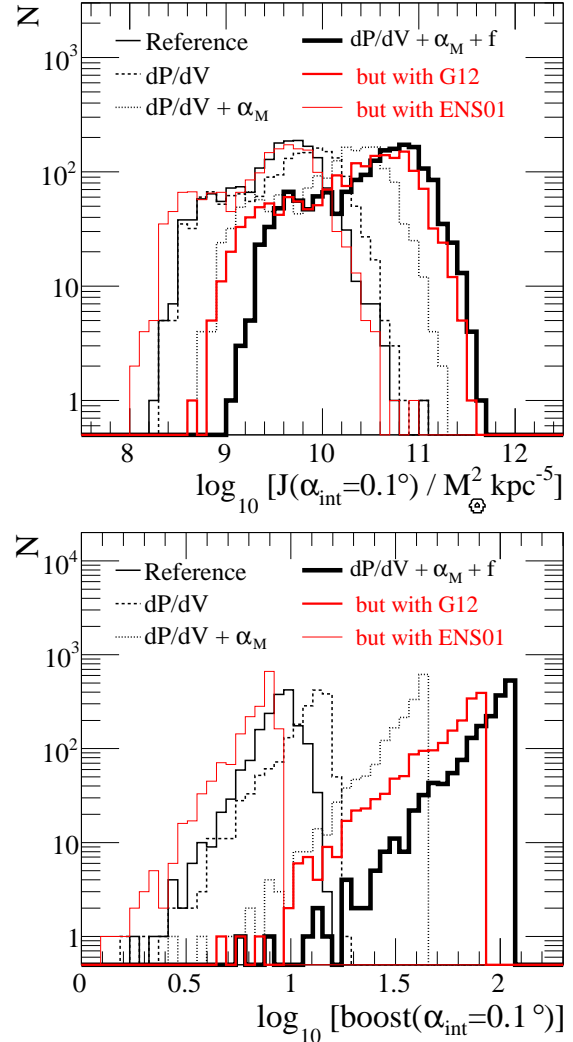 N
Reference
dP/dV
dP/dV + α_M
dP/dV + α_M + f
but with G12
but with ENS01
10³
10²
10
1
8 9 10 11 12
log₁₀ [J(α_int=0.1°) / M²_⊙ kpc⁻⁵]
N
Reference
dP/dV
dP/dV + α_M
dP/dV + α_M + f
but with G12
but with ENS01
10⁴
10³
10²
10
1
0 0.5 1 1.5 2
log₁₀ [boost(α_int=0.1°)]